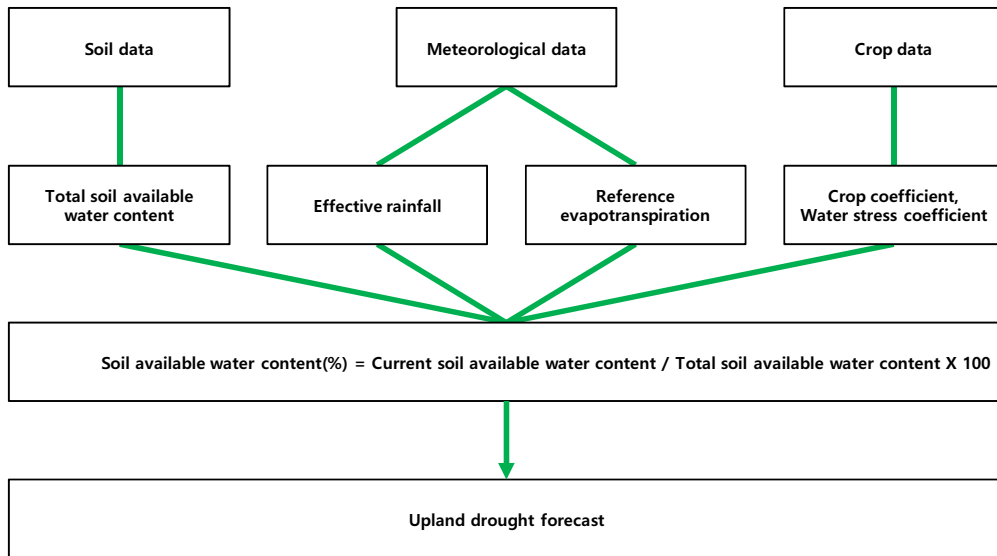 Soil data
Meteorological data
Crop data
Total soil available
water content
Effective rainfall
Reference
evapotranspiration
Crop coefficient,
Water stress coefficient
Soil available water content(%) = Current soil available water content / Total soil available water content X 100
Upland drought forecast